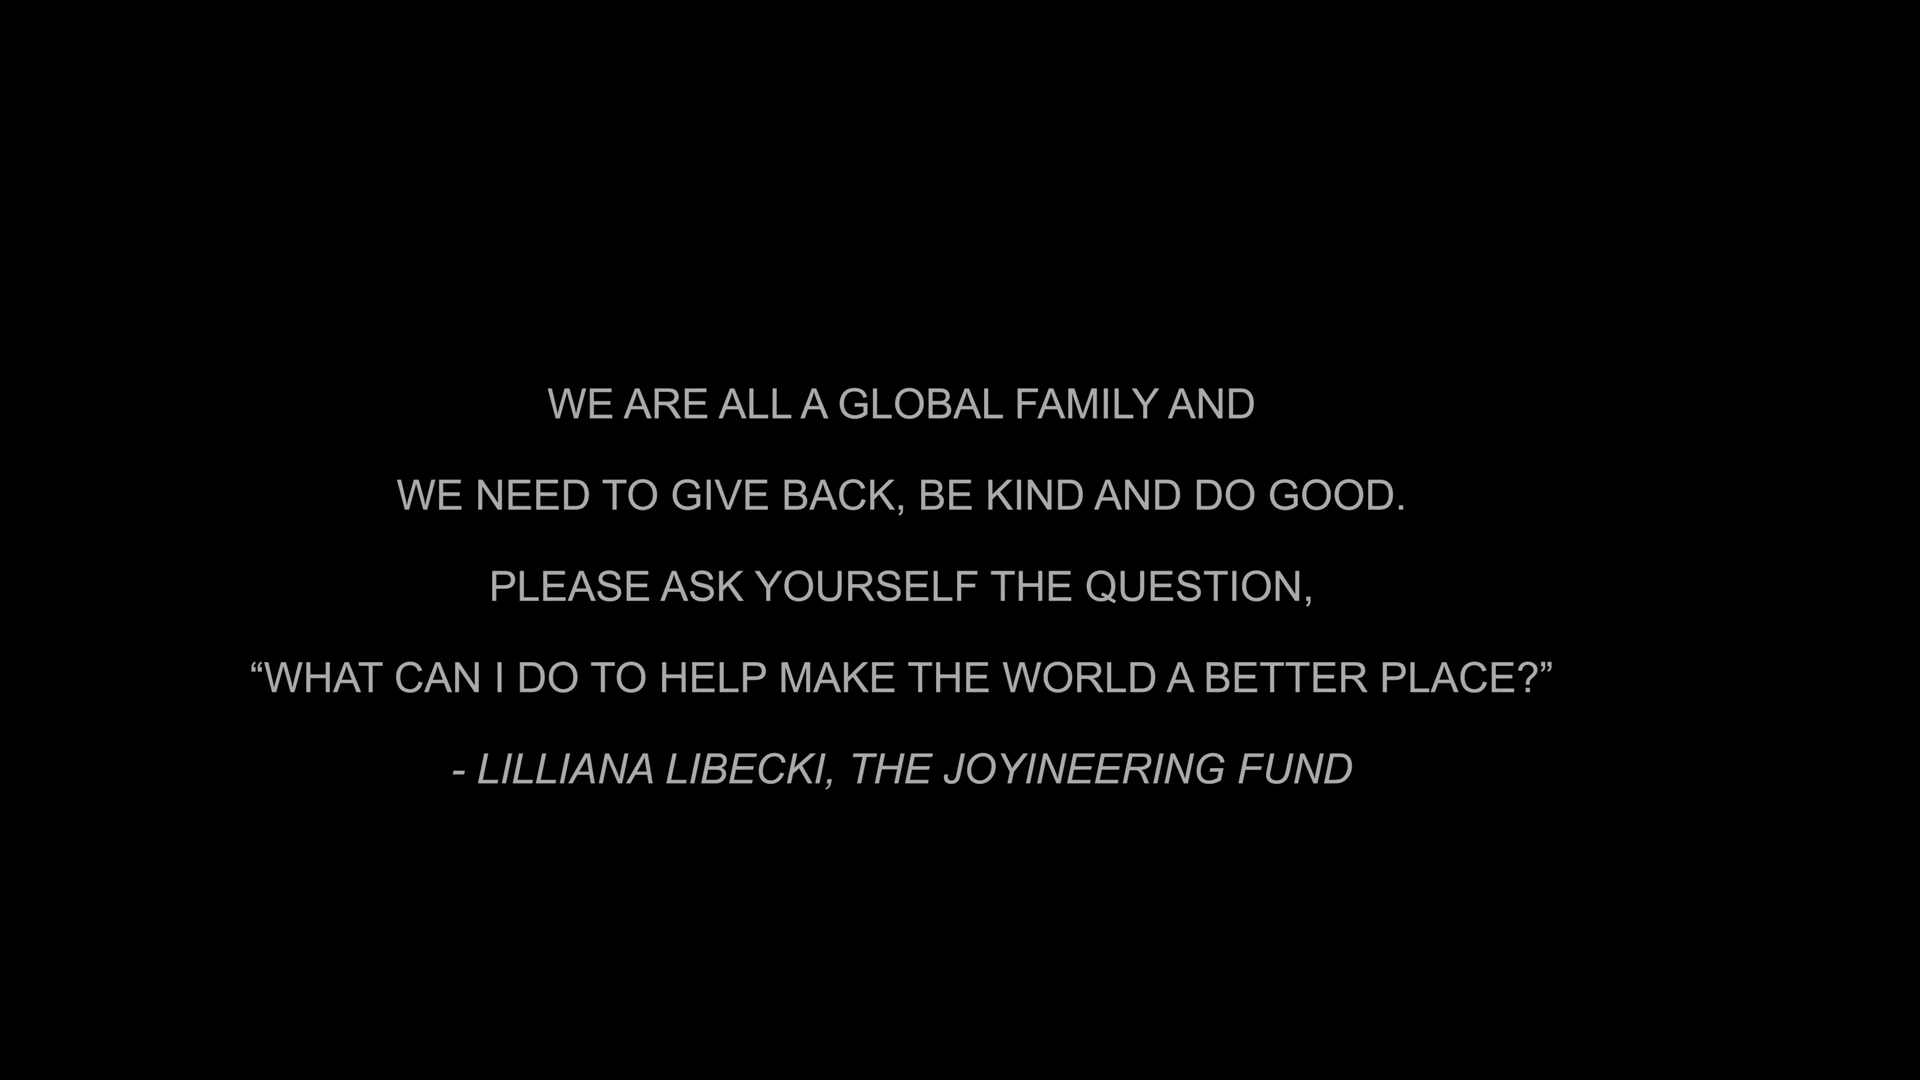 WE ARE ALL A GLOBAL FAMILY AND
WE NEED TO GIVE BACK, BE KIND AND DO GOOD.
PLEASE ASK YOURSELF THE QUESTION,
“WHAT CAN I DO TO HELP MAKE THE WORLD A BETTER PLACE?”
- LILLIANA LIBECKI, THE JOYINEERING FUND